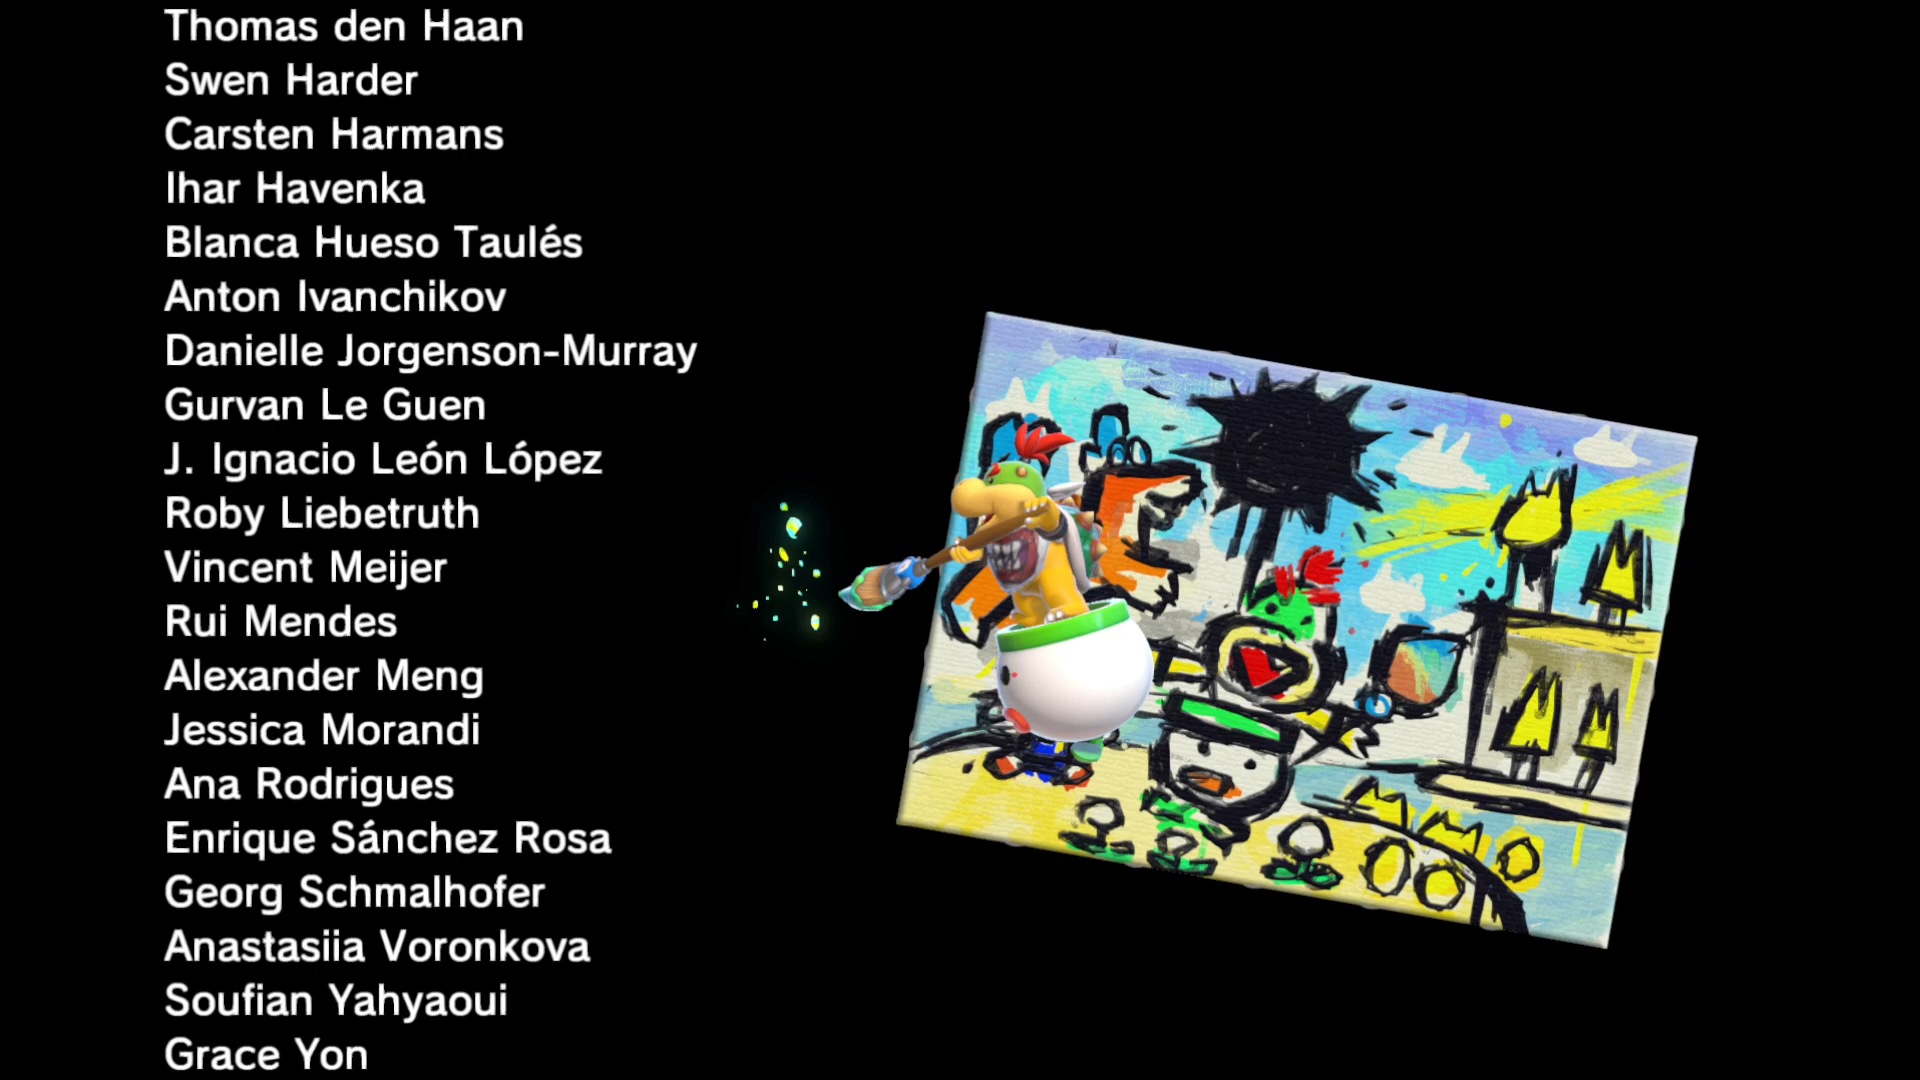 Thomas den Haan
Swen Harder
Carsten Harmans
Ihar Havenka
Blanca Hueso Taulés
Anton Ivanchikov
Danielle Jorgenson-Murray
Gurvan Le Guen
J. Ignacio León López
Roby Liebetruth
Vincent Meijer
Rui Mendes
Alexander Meng
Jessica Morandi
Ana Rodrigues
Enrique Sánchez Rosa
Georg Schmalhofer
Anastasiia Voronkova
Soufian Yahyaoui
Grace Yon